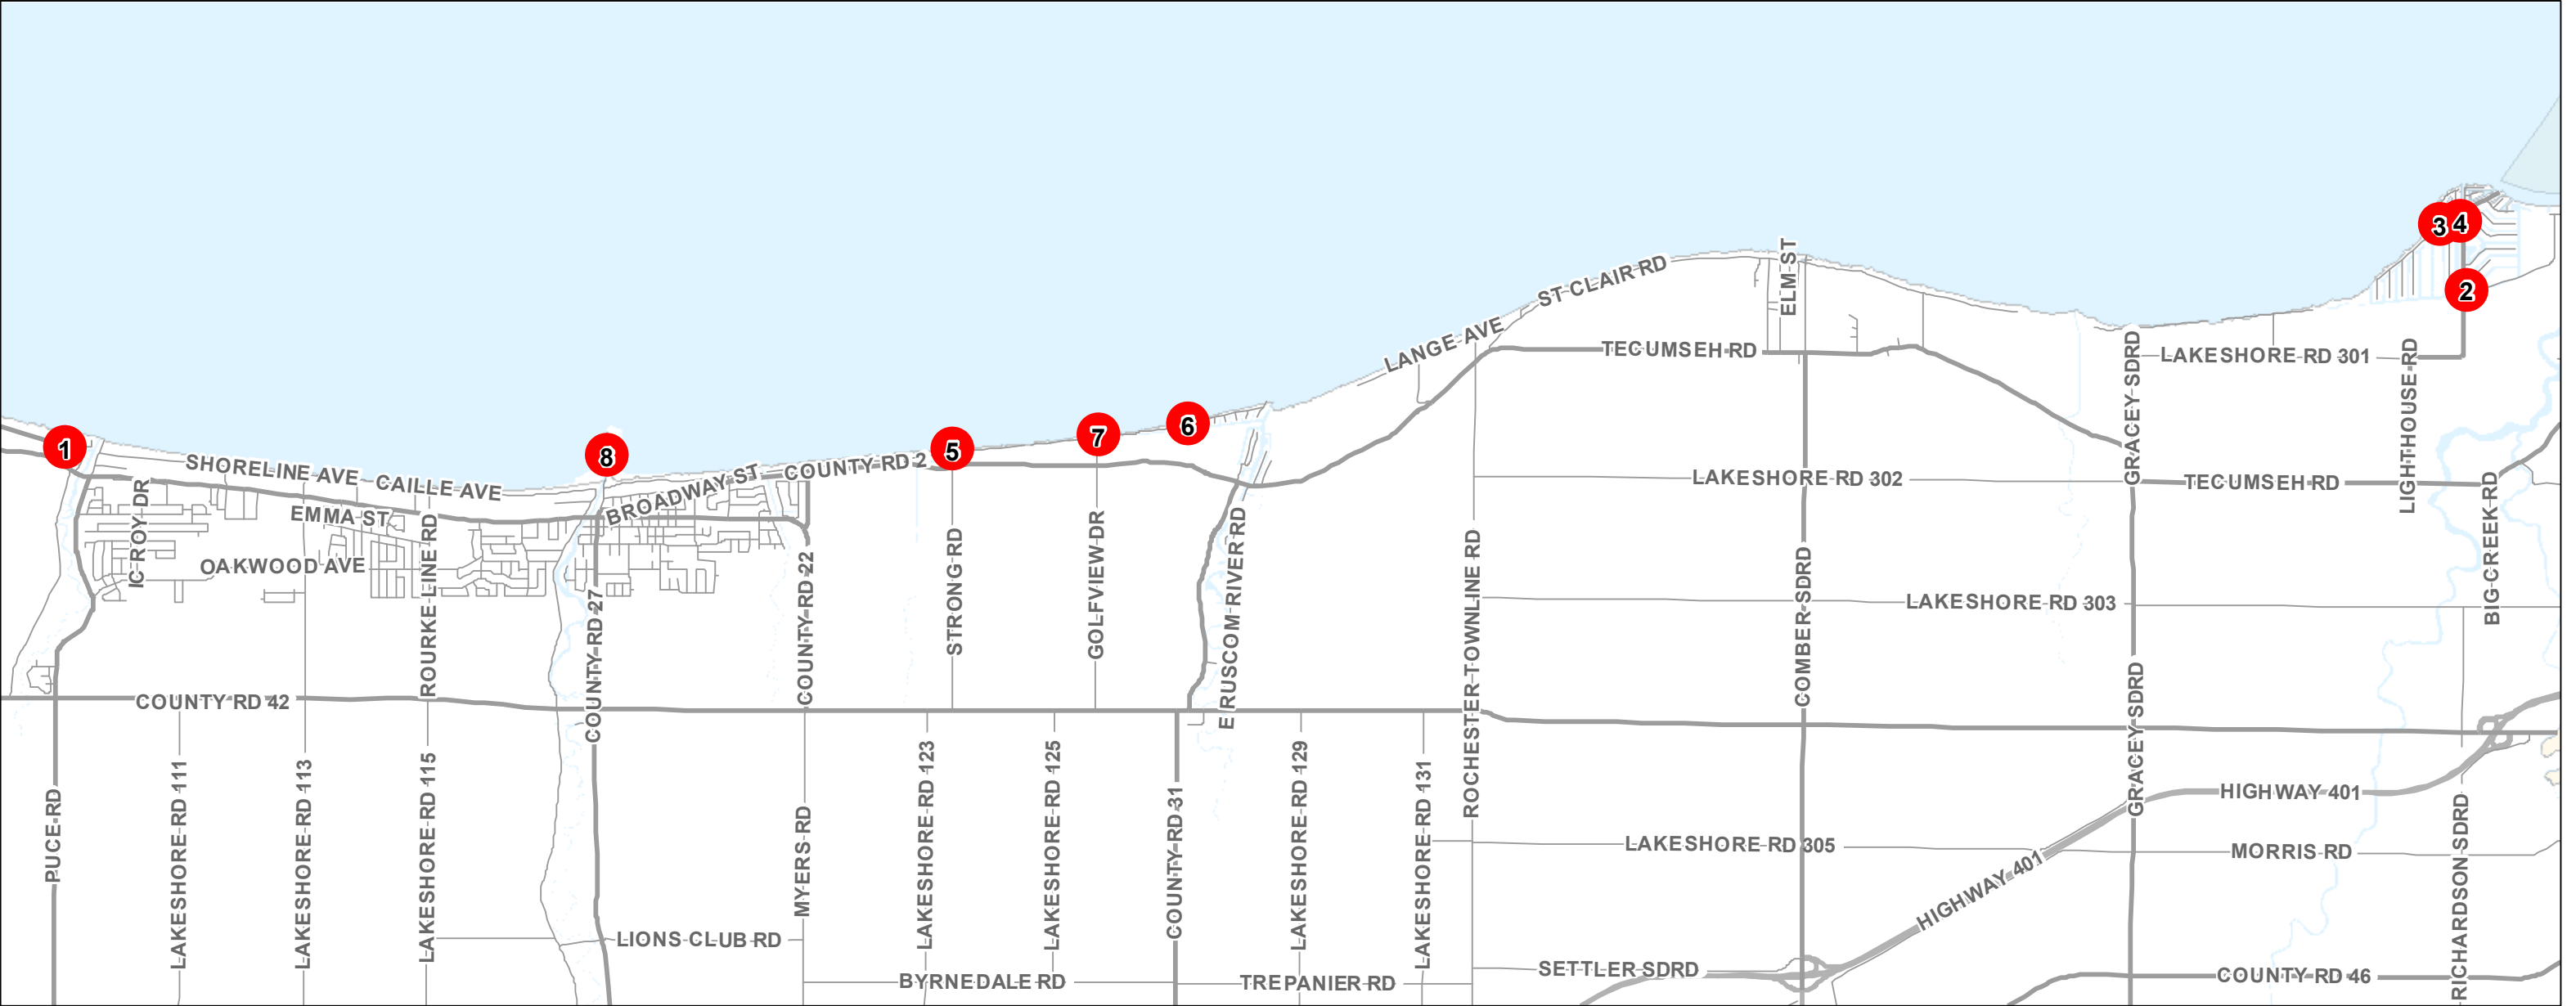 3
4
2
ELM ST
ST CLAIR RD
LANGE AVE
TECUMSEH RD
LAKESHORE RD 301
LIGHTHOUSE RD
GRACEY SDRD
1
8
5
7
6
SHORELINE AVE
CAILLE AVE
BROADWAY ST
COUNTY RD 2
LAKESHORE RD 302
TECUMSEH RD
EMMA ST
IC ROY DR
OAKWOOD AVE
ROURKE LINE RD
COUNTY RD 27
COUNTY RD 22
STRONG RD
GOLFVIEW DR
E RUSCOM RIVER RD
ROCHESTER TOWNLINE RD
COMBER SDRD
LAKESHORE RD 303
BIG CREEK RD
COUNTY RD 42
GRACEY SDRD
PUCE RD
LAKESHORE RD 111
LAKESHORE RD 113
LAKESHORE RD 115
MYERS RD
LAKESHORE RD 123
LAKESHORE RD 125
COUNTY RD 31
LAKESHORE RD 129
LAKESHORE RD 131
HIGHWAY 401
LAKESHORE RD 305
MORRIS RD
HIGHWAY 401
RICHARDSON SDRD
LIONS CLUB RD
BYRNEDALE RD
TREPANIER RD
SETTLER SDRD
COUNTY RD 46